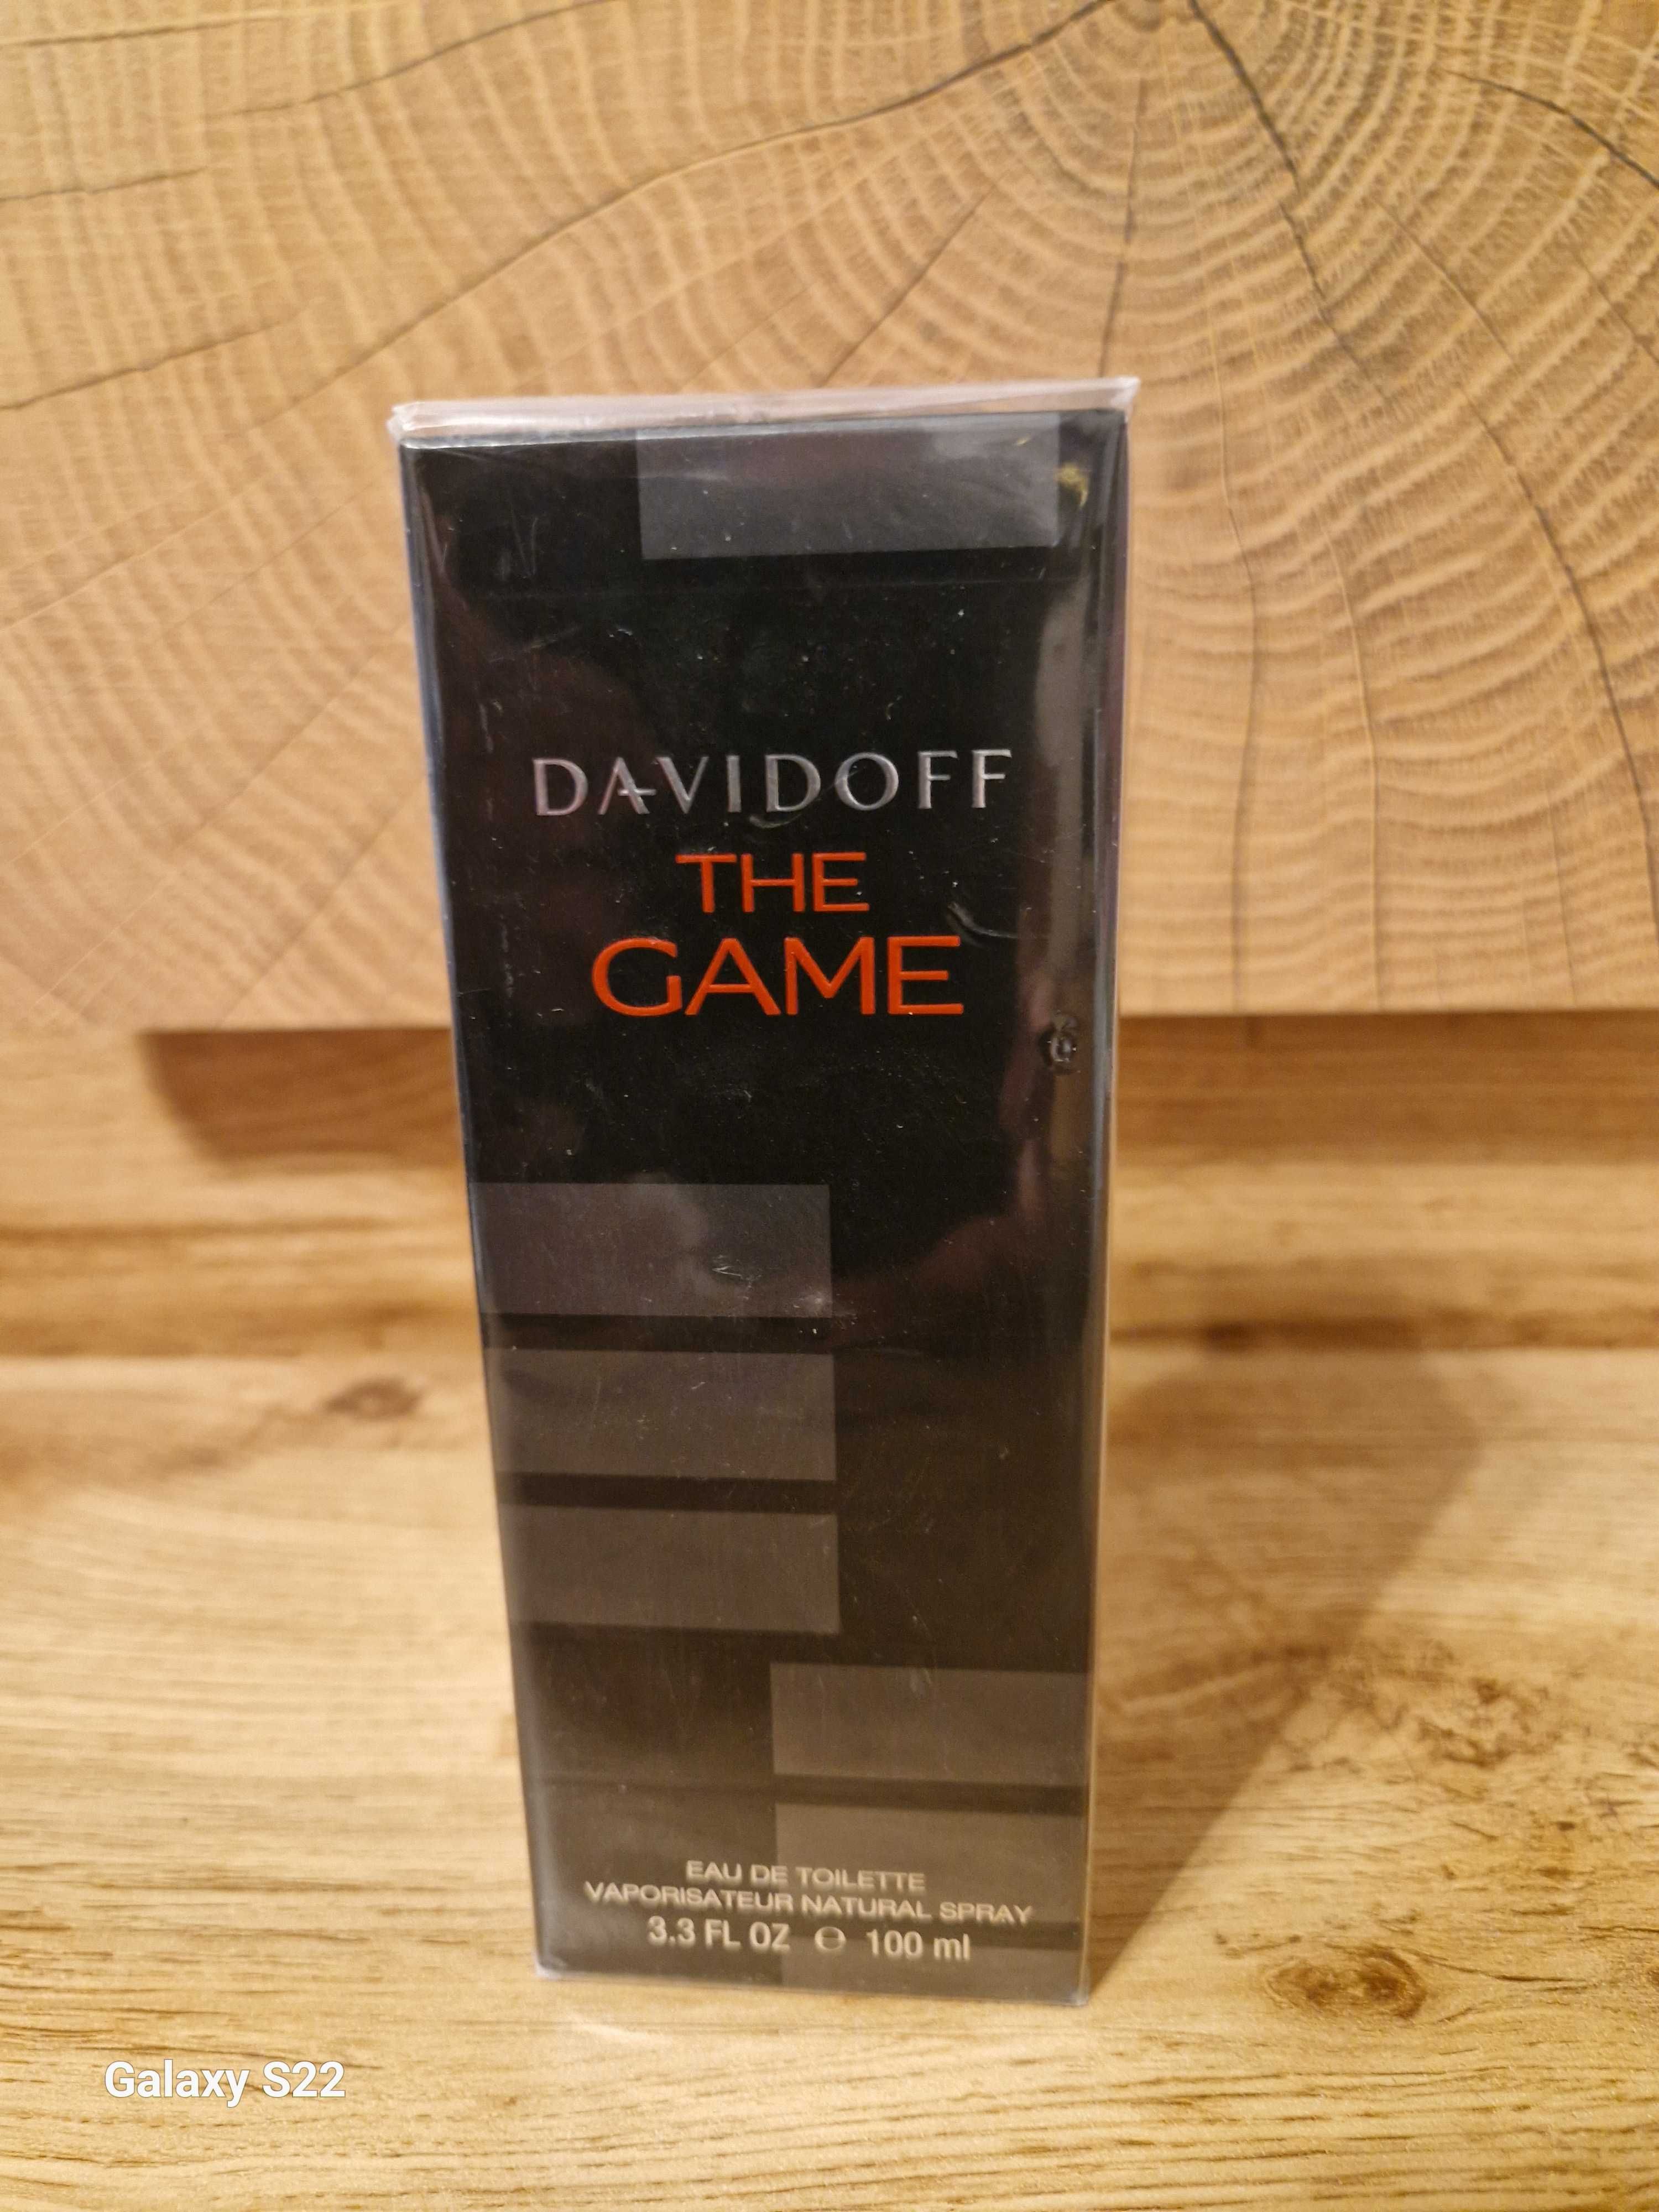 DAVIDOFF
THE
GAME
EAU DE TOILETTE
VAPORISATEUR NATURAL SPRAY
3.3 FL OZ ℮ 100 ml
Galaxy S22